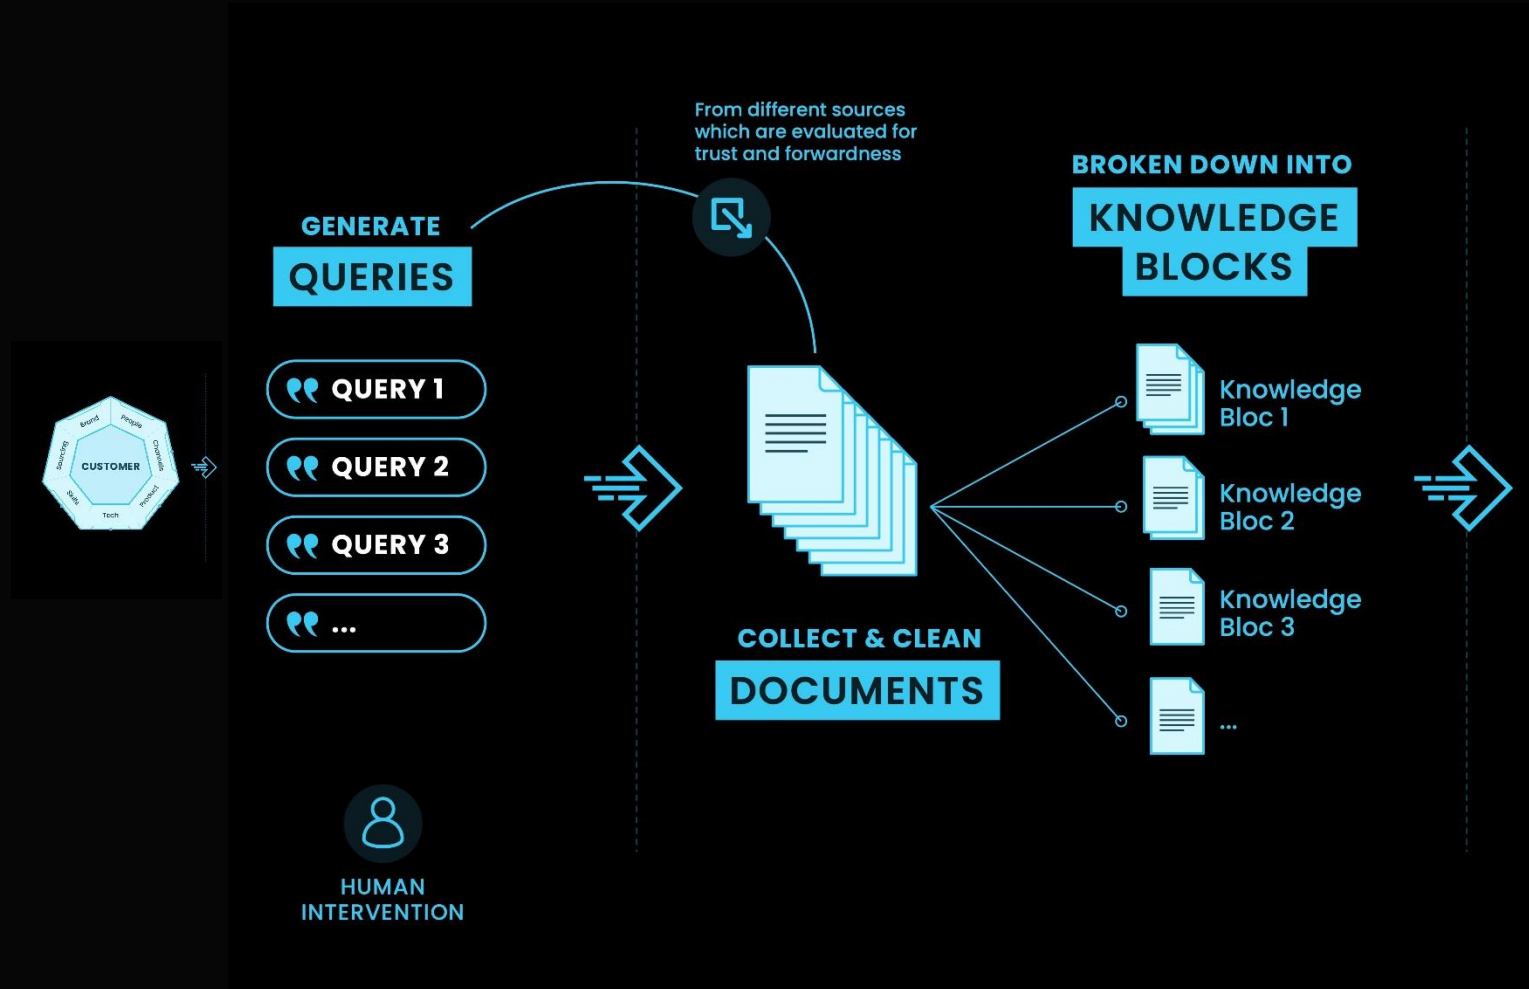 Brand
People
Sourcing
Channels
CUSTOMER
Skills
Product
Tech
GENERATE
QUERIES
QUERY 1
QUERY 2
QUERY 3
...
HUMAN
INTERVENTION
From different sources
which are evaluated for
trust and forwardness
COLLECT & CLEAN
DOCUMENTS
BROKEN DOWN INTO
KNOWLEDGE
BLOCKS
Knowledge
Bloc 1
Knowledge
Bloc 2
Knowledge
Bloc 3
...